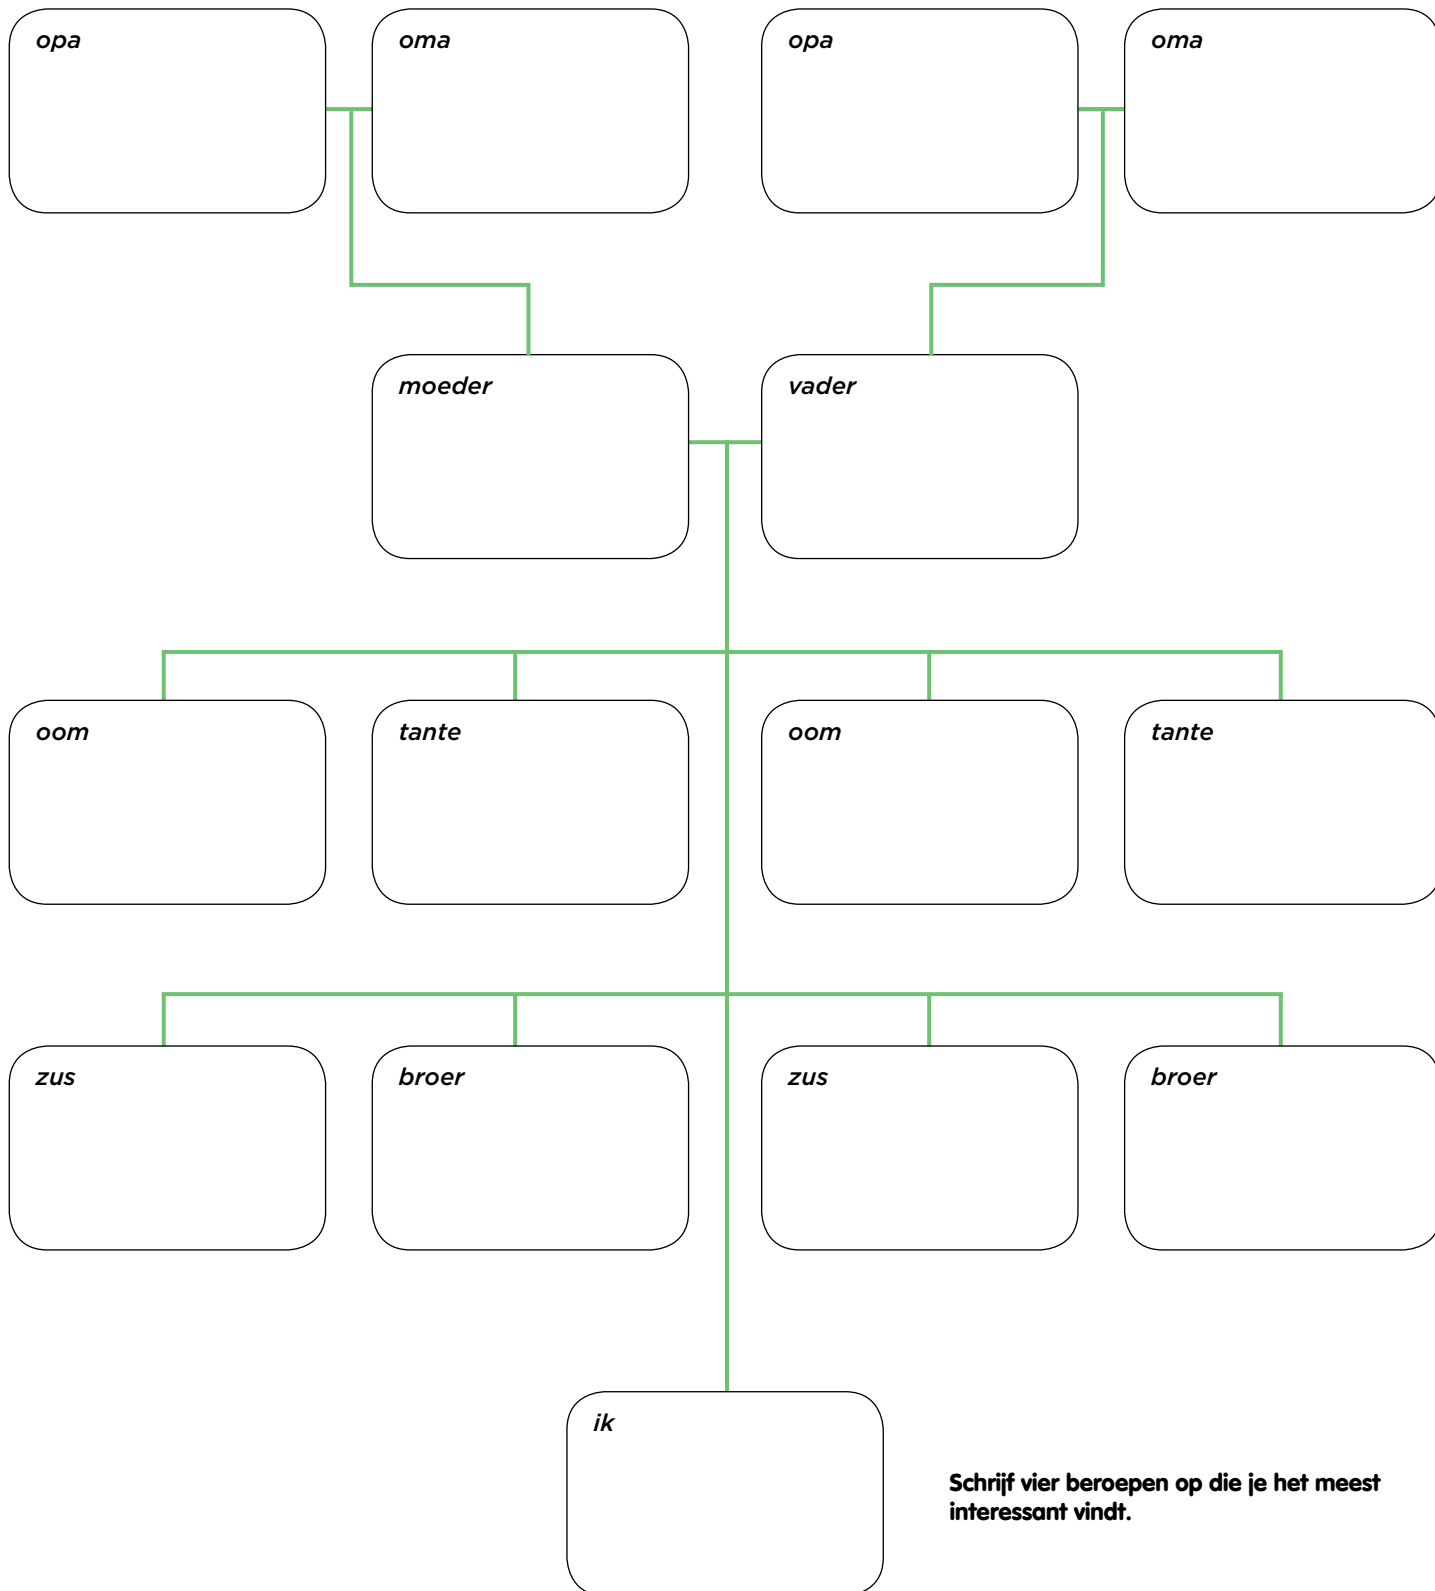 opa
oma
opa
oma
moeder
vader
oom
tante
oom
tante
zus
broer
zus
broer
ik
Schrijf vier beroepen op die je het meest
interessant vindt.